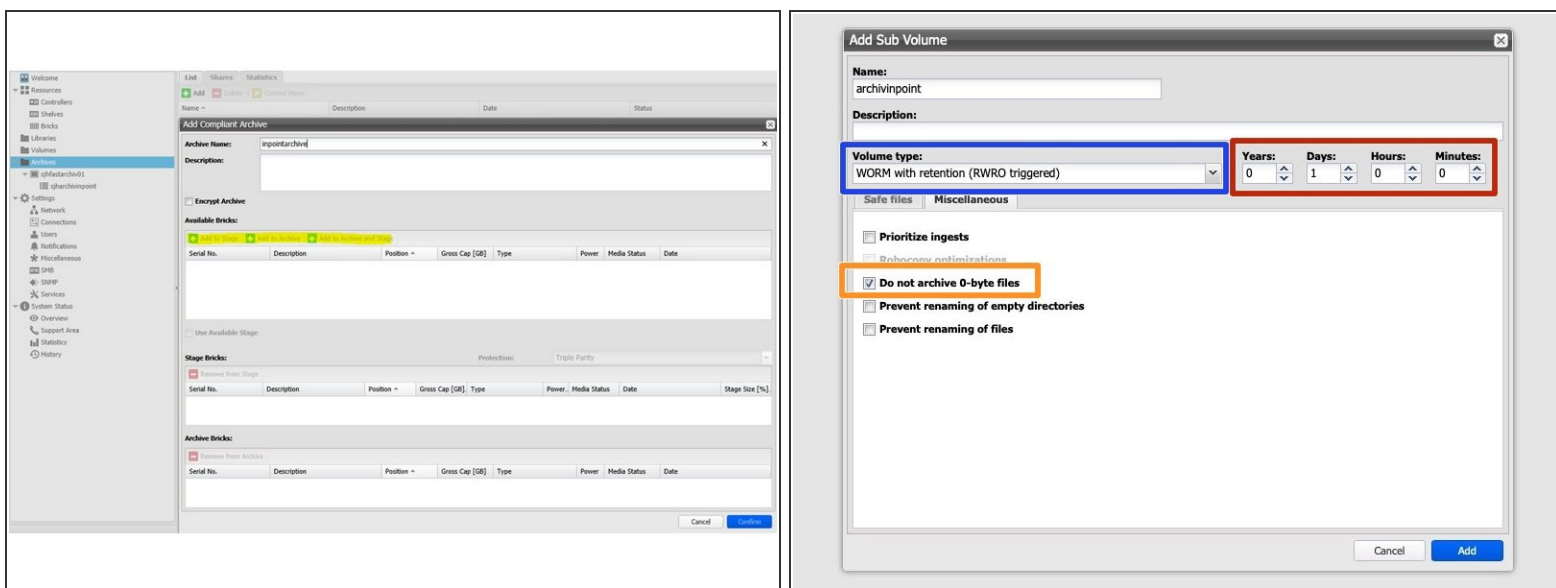 Welcome
Resources
Controllers
Shelves
Bricks
Libraries
Volumes
Archives
sjhfastarchiv01
sjharchivinpoint
Settings
Network
Connections
Users
Notifications
Miscellaneous
SMB
SNMP
Services
System Status
Overview
Support Area
Statistics
History
List Shares Statistics
Add Delete Context Menu
Name Description Date Status
Add Compliant Archive
Archive Name: inpointarchive
Description:
Encrypt Archive
Available Bricks:
Add to Stage Add to Archive Add to Archive and Stage
Serial No. Description Position Gross Cap [GB] Type Power Media Status Date
Use Available Stage
Stage Bricks: Protection: Triple Parity
Remove from Stage
Serial No. Description Position Gross Cap [GB]. Type Power.. Media Status Date Stage Size [%].
Archive Bricks:
Remove from Archive
Serial No. Description Position Gross Cap [GB] Type Power Media Status Date
Cancel Confirm
Add Sub Volume
Name:
archivinpoint
Description:
Volume type: Years: Days: Hours: Minutes:
WORM with retention (RWRO triggered) 0 1 0 0
Safe files Miscellaneous
Prioritize ingests
Robocopy optimizations
Do not archive 0-byte files
Prevent renaming of empty directories
Prevent renaming of files
Cancel Add